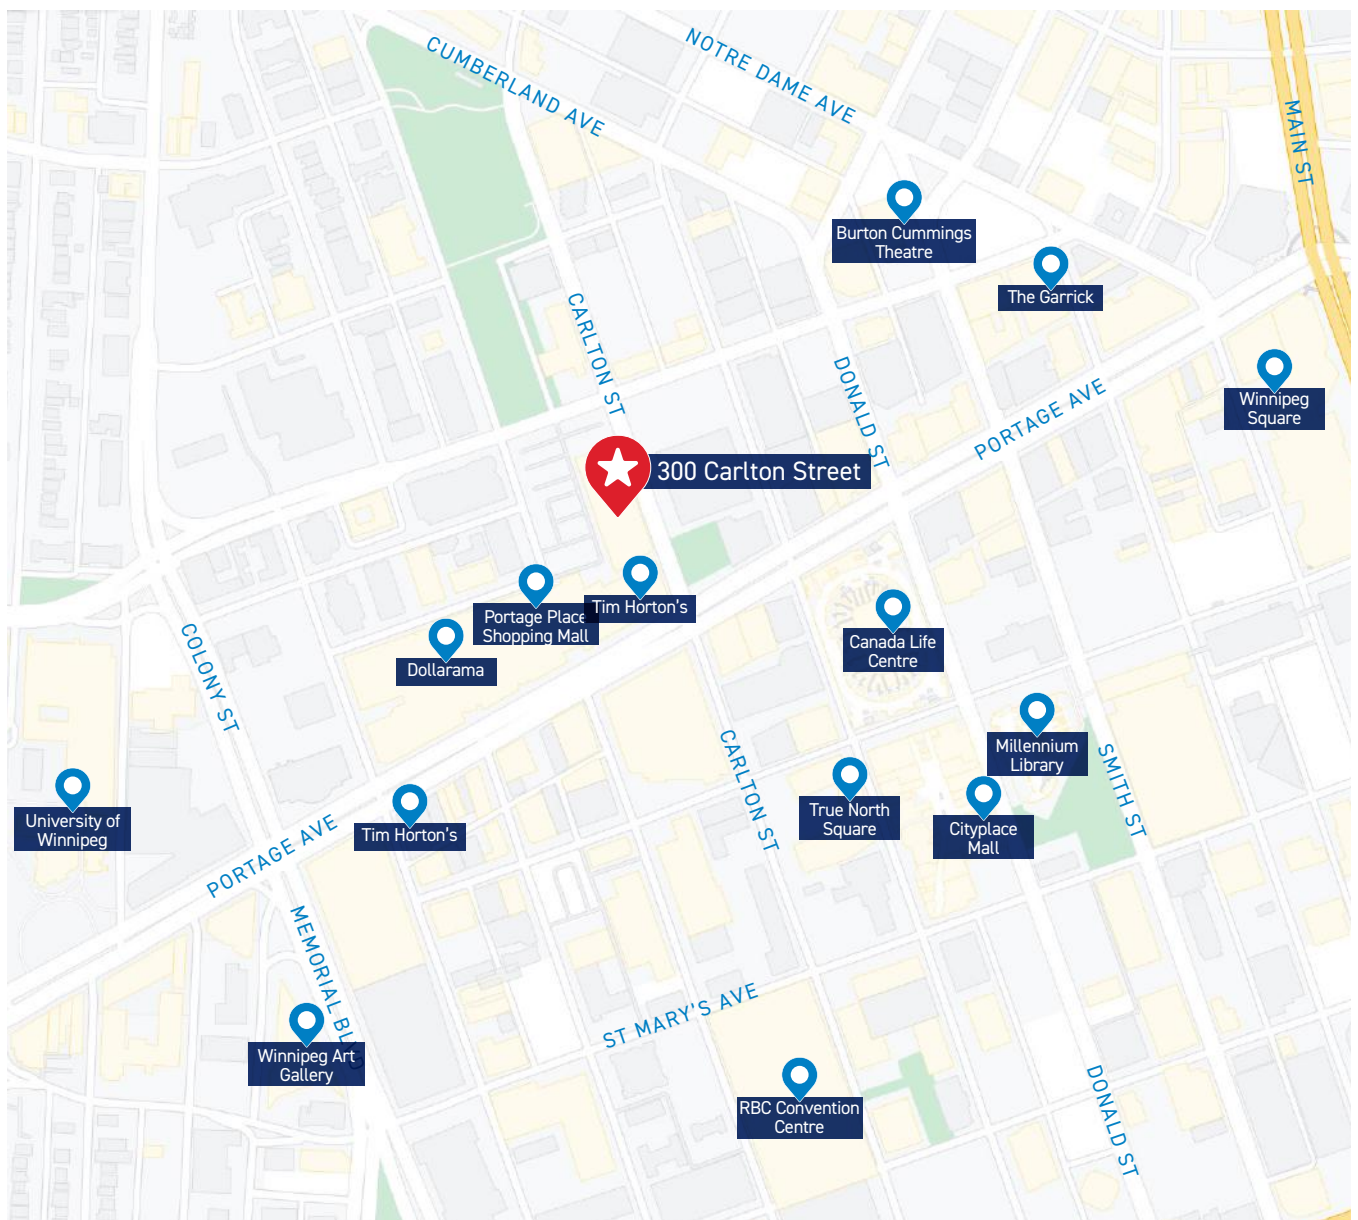 NOTRE DAME AVE
CUMBERLAND AVE
MAIN ST
Burton Cummings
Theatre
The Garrick
CARLTON ST
DONALD ST
PORTAGE AVE
Winnipeg
Square
300 Carlton Street
Tim Horton's
Portage Place
Shopping Mall
Dollarama
Canada Life
Centre
COLONY ST
Millennium
Library
CARLTON ST
SMITH ST
True North
Square
Cityplace
Mall
University of
Winnipeg
Tim Horton's
PORTAGE AVE
MEMORIAL BLVD
ST MARY'S AVE
Winnipeg Art
Gallery
RBC Convention
Centre
DONALD ST